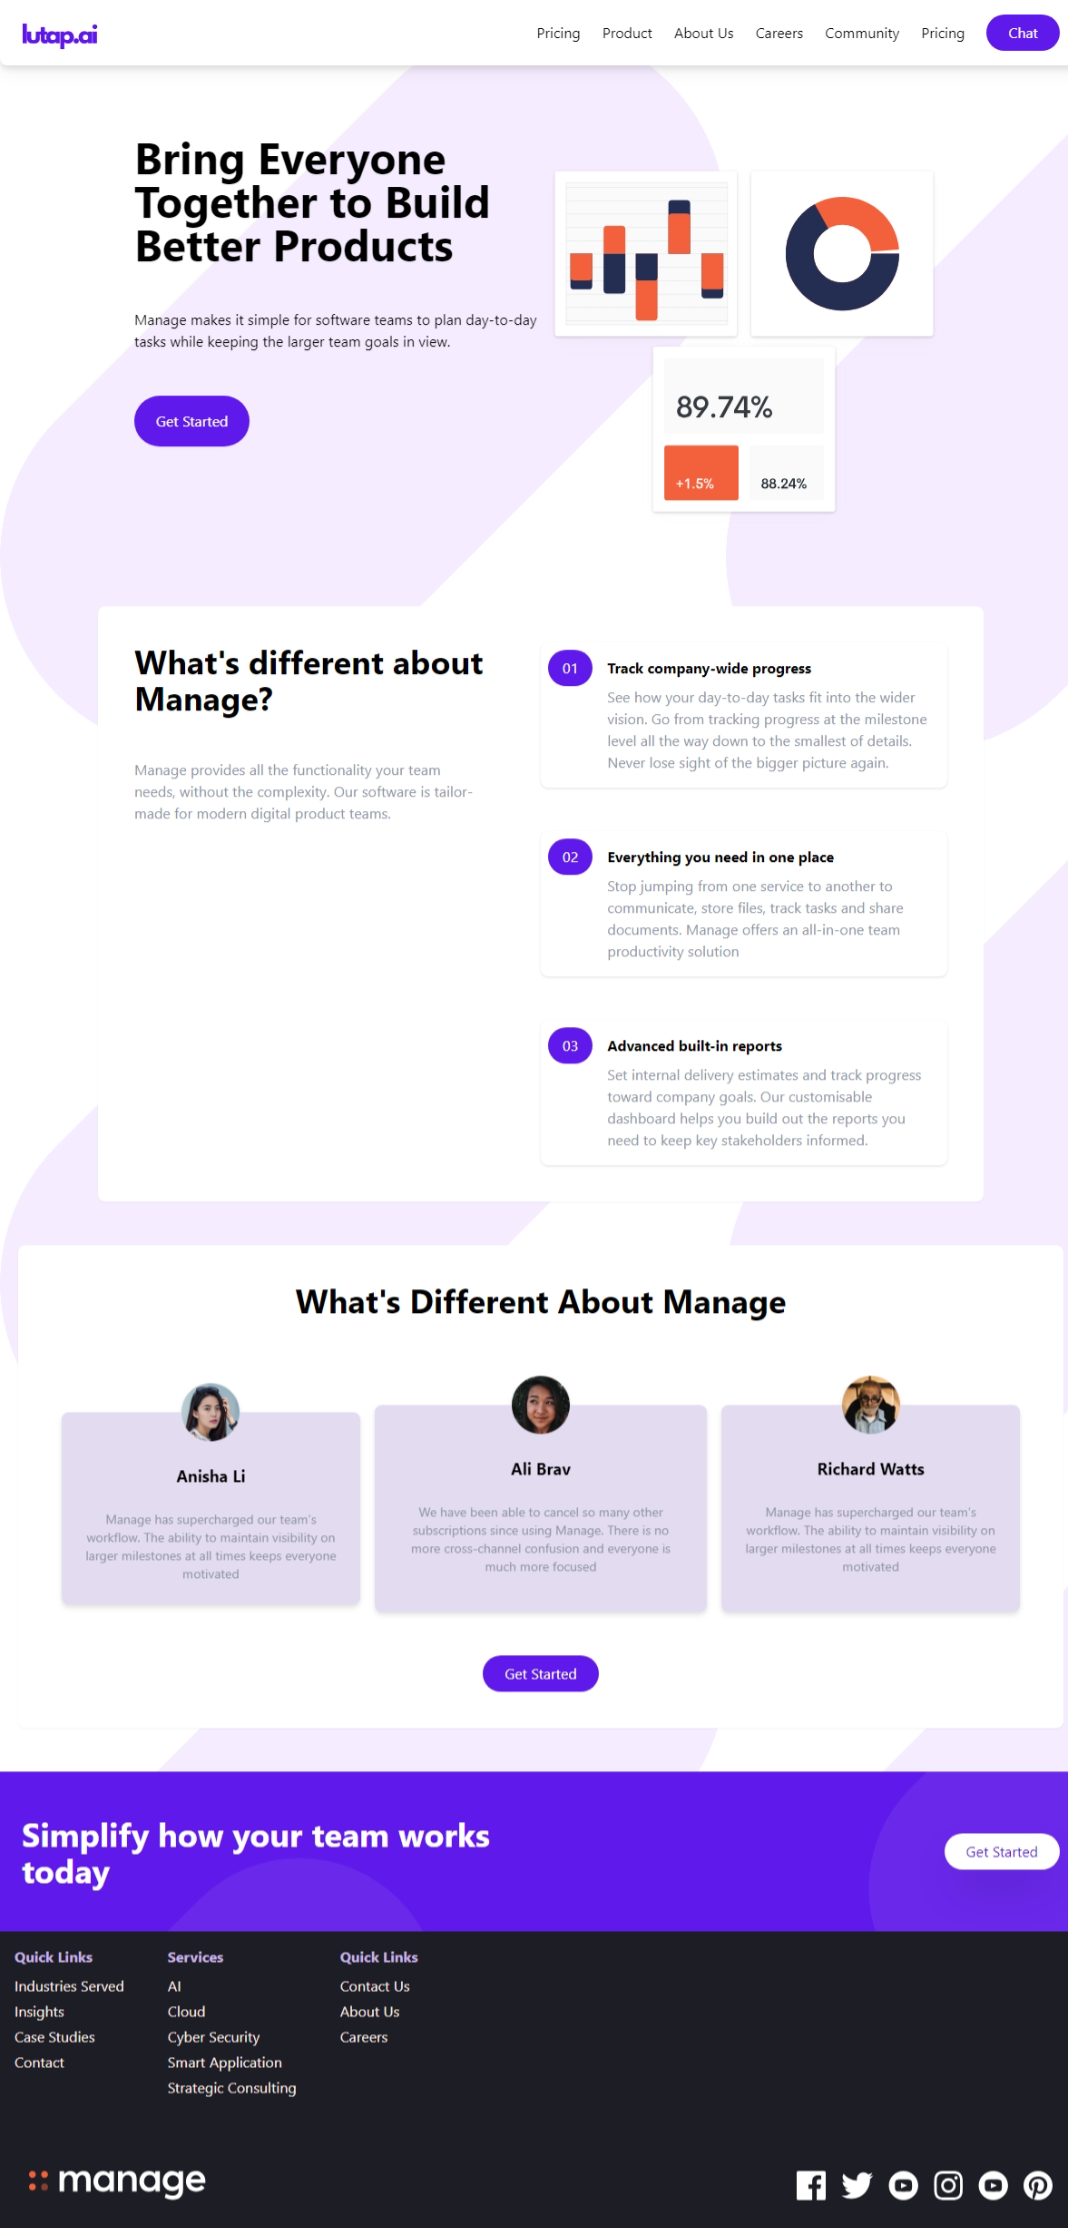 lutap.ai
Pricing
Product
About Us
Careers
Community
Pricing
Chat
Bring Everyone
Together to Build
Better Products
Manage makes it simple for software teams to plan day-to-day
tasks while keeping the larger team goals in view.
Get Started
89.74%
+1.5%
88.24%
What's different about
Manage?
Manage provides all the functionality your team
needs, without the complexity. Our software is tailor-
made for modern digital product teams.
01
Track company-wide progress
See how your day-to-day tasks fit into the wider
vision. Go from tracking progress at the milestone
level all the way down to the smallest of details.
Never lose sight of the bigger picture again.
02
Everything you need in one place
Stop jumping from one service to another to
communicate, store files, track tasks and share
documents. Manage offers an all-in-one team
productivity solution
03
Advanced built-in reports
Set internal delivery estimates and track progress
toward company goals. Our customisable
dashboard helps you build out the reports you
need to keep key stakeholders informed.
What's Different About Manage
Anisha Li
Manage has supercharged our team's
workflow. The ability to maintain visibility on
larger milestones at all times keeps everyone
motivated
Ali Brav
We have been able to cancel so many other
subscriptions since using Manage. There is no
more cross-channel confusion and everyone is
much more focused
Richard Watts
Manage has supercharged our team's
workflow. The ability to maintain visibility on
larger milestones at all times keeps everyone
motivated
Get Started
Simplify how your team works
today
Get Started
Quick Links
Industries Served
Insights
Case Studies
Contact
Services
AI
Cloud
Cyber Security
Smart Application
Strategic Consulting
Quick Links
Contact Us
About Us
Careers
manage